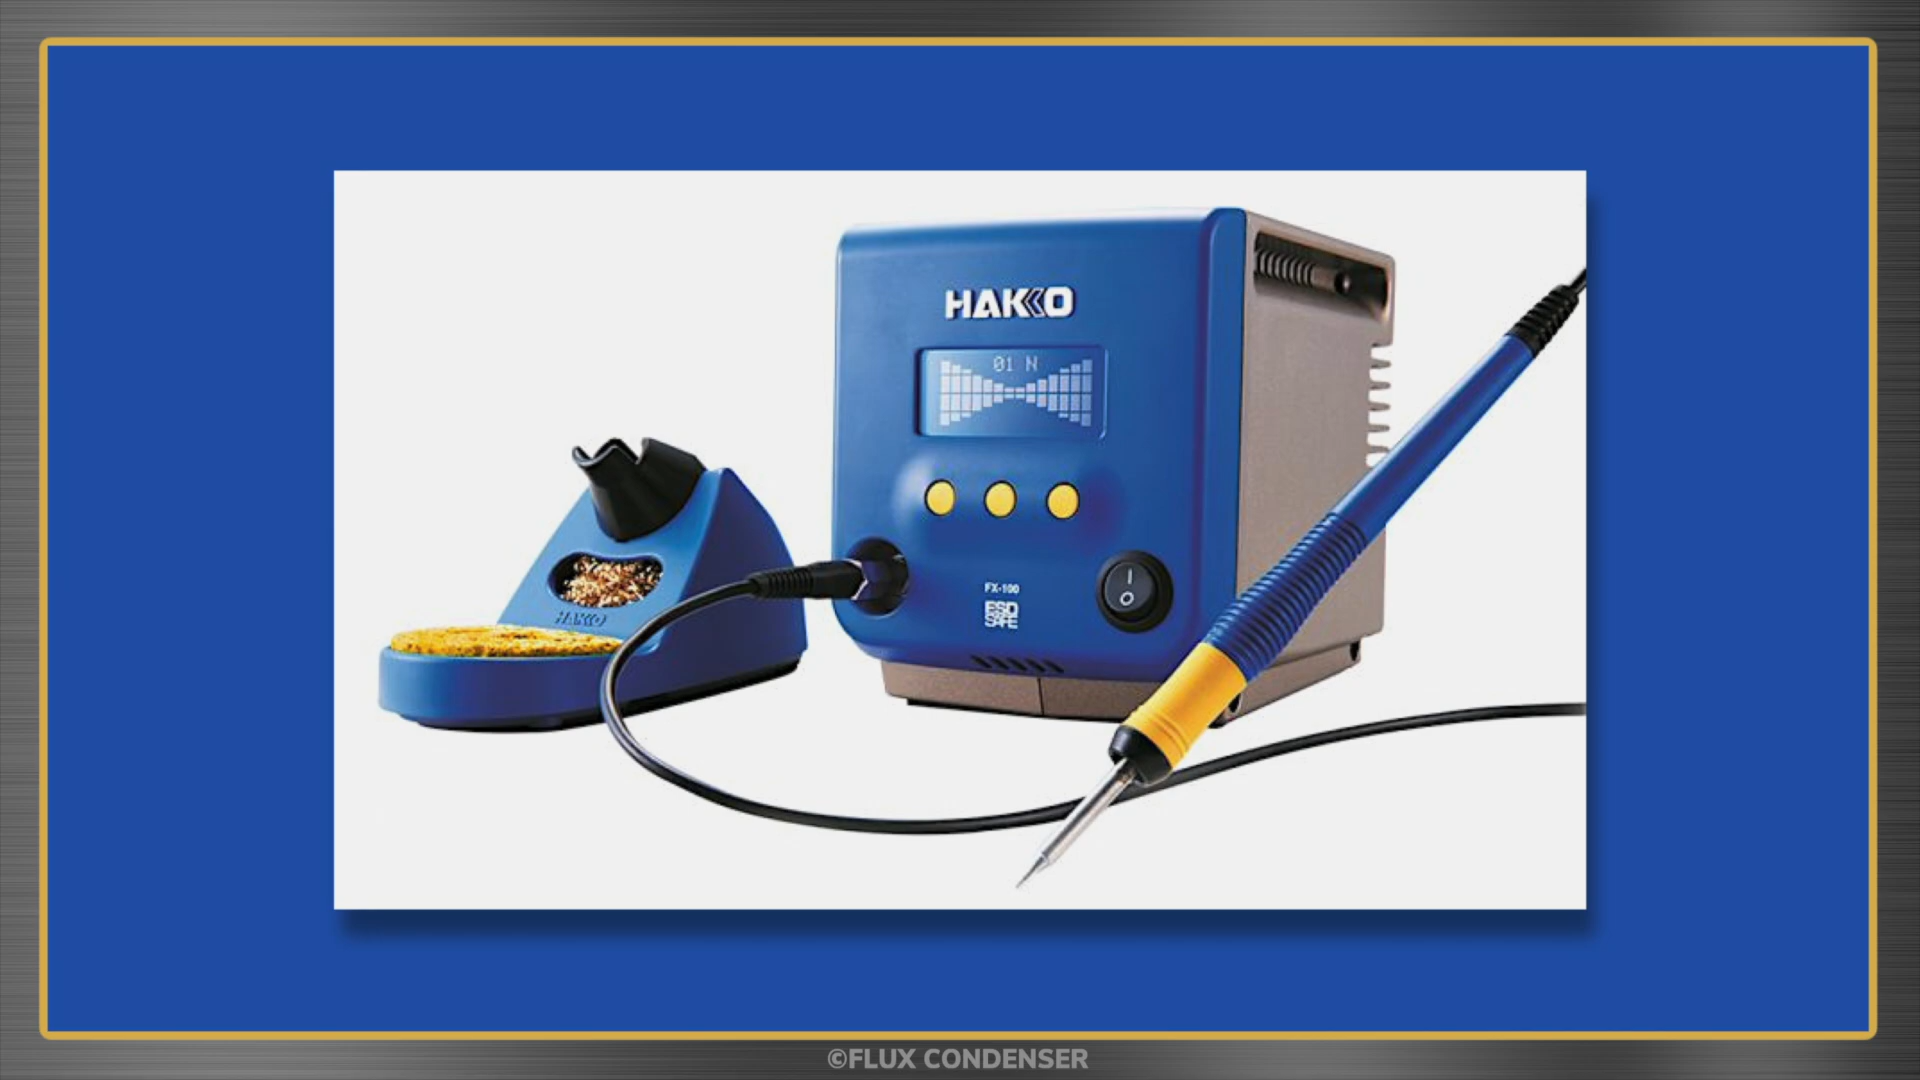 HAKKO
01 N
HAKKO
FX-100
ESD
SAFE
©FLUX CONDENSER